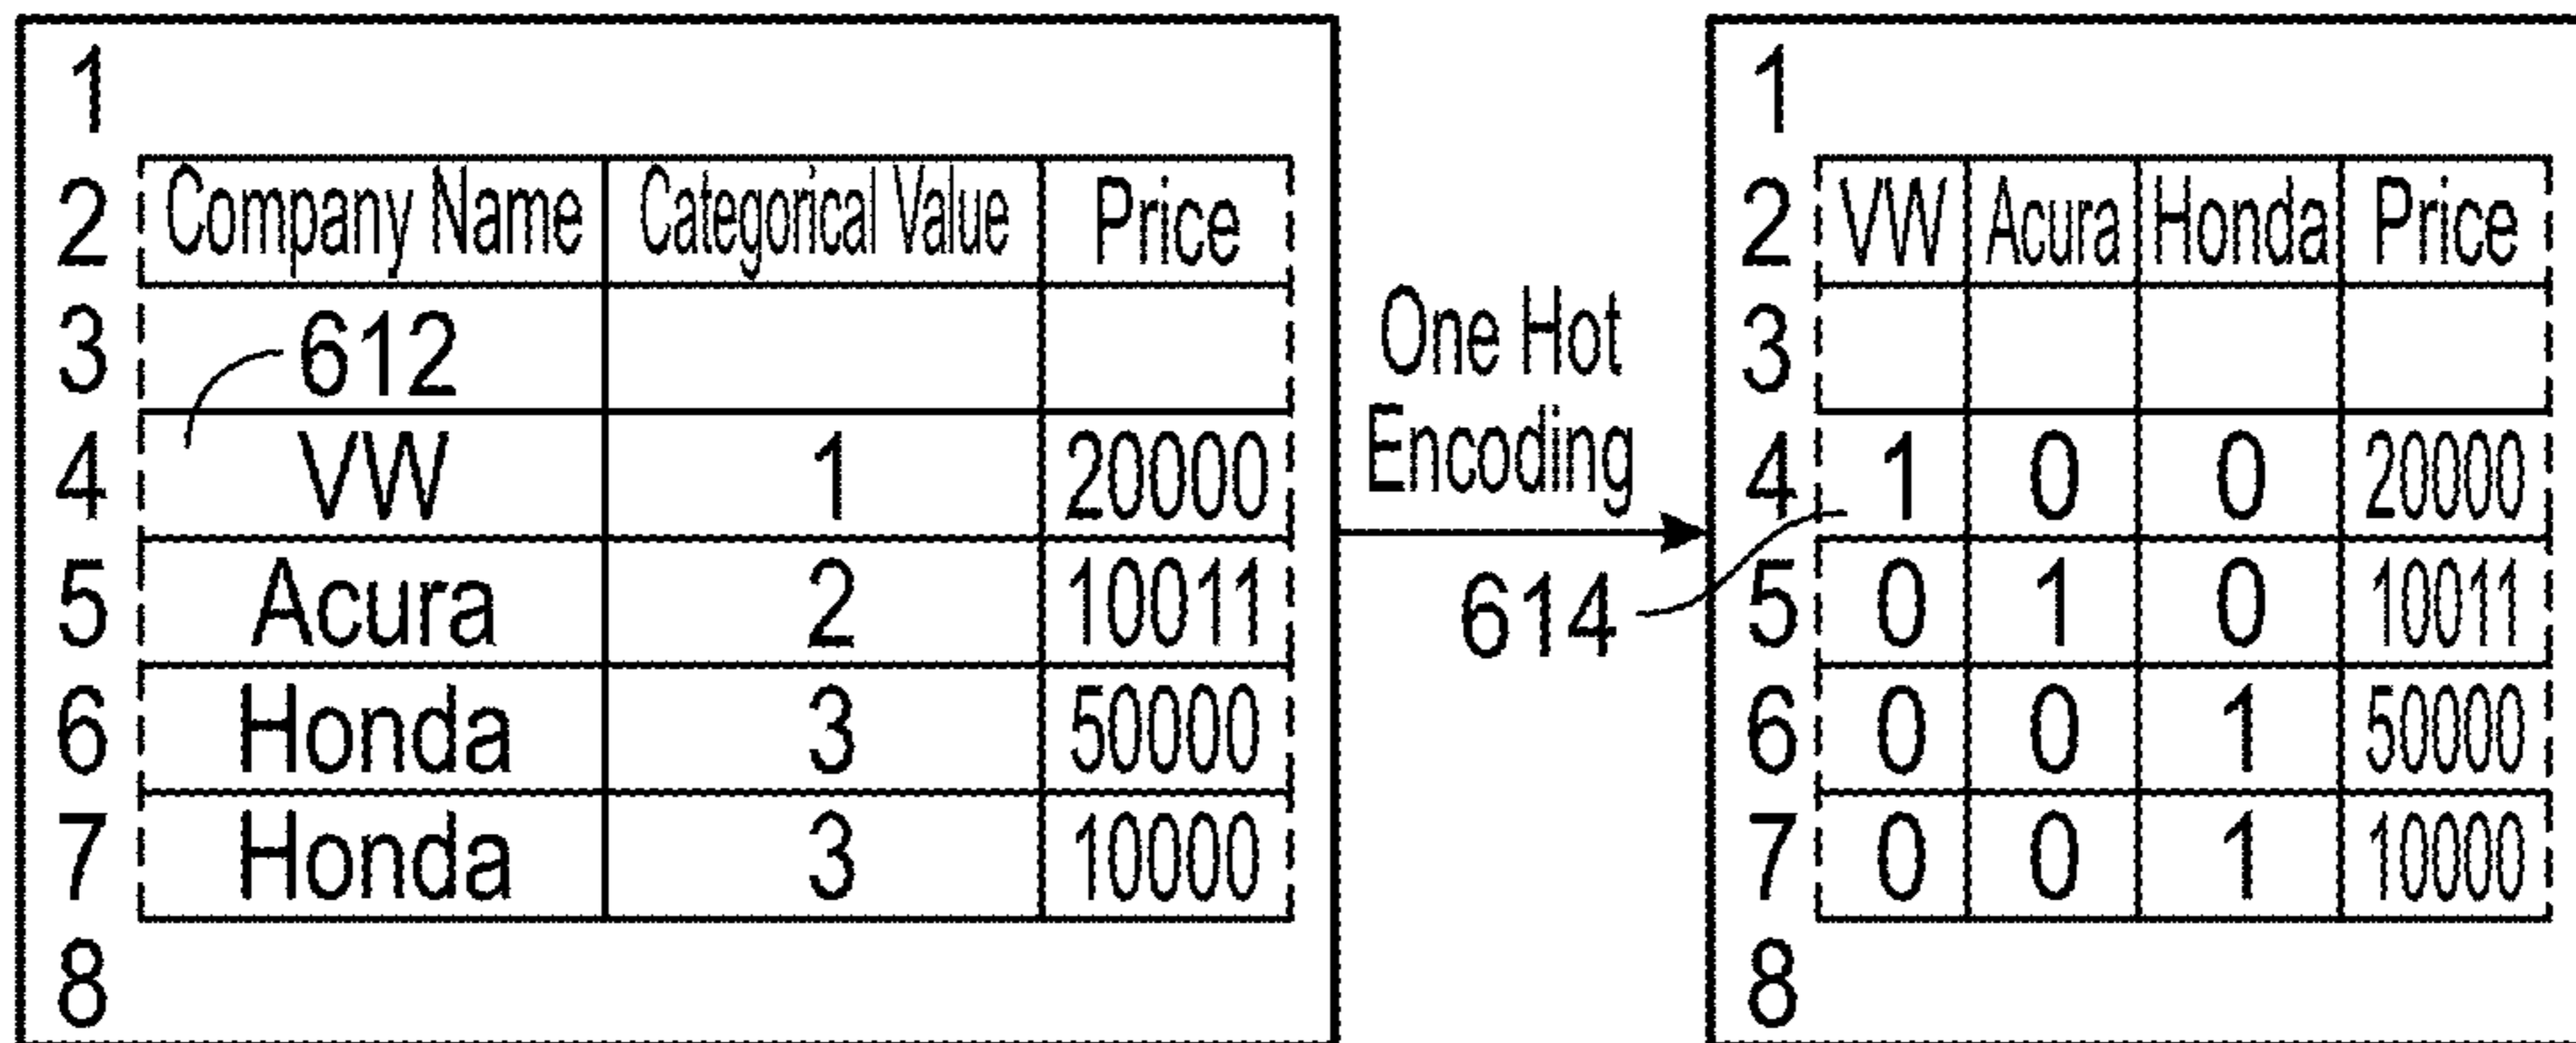 1
2 Company Name Categorical Value Price
3 612
4 VW 1 20000
5 Acura 2 10011
6 Honda 3 50000
7 Honda 3 10000
8
One Hot
Encoding
614
1
2 VW Acura Honda Price
3
4 1 0 0 20000
5 0 1 0 10011
6 0 0 1 50000
7 0 0 1 10000
8